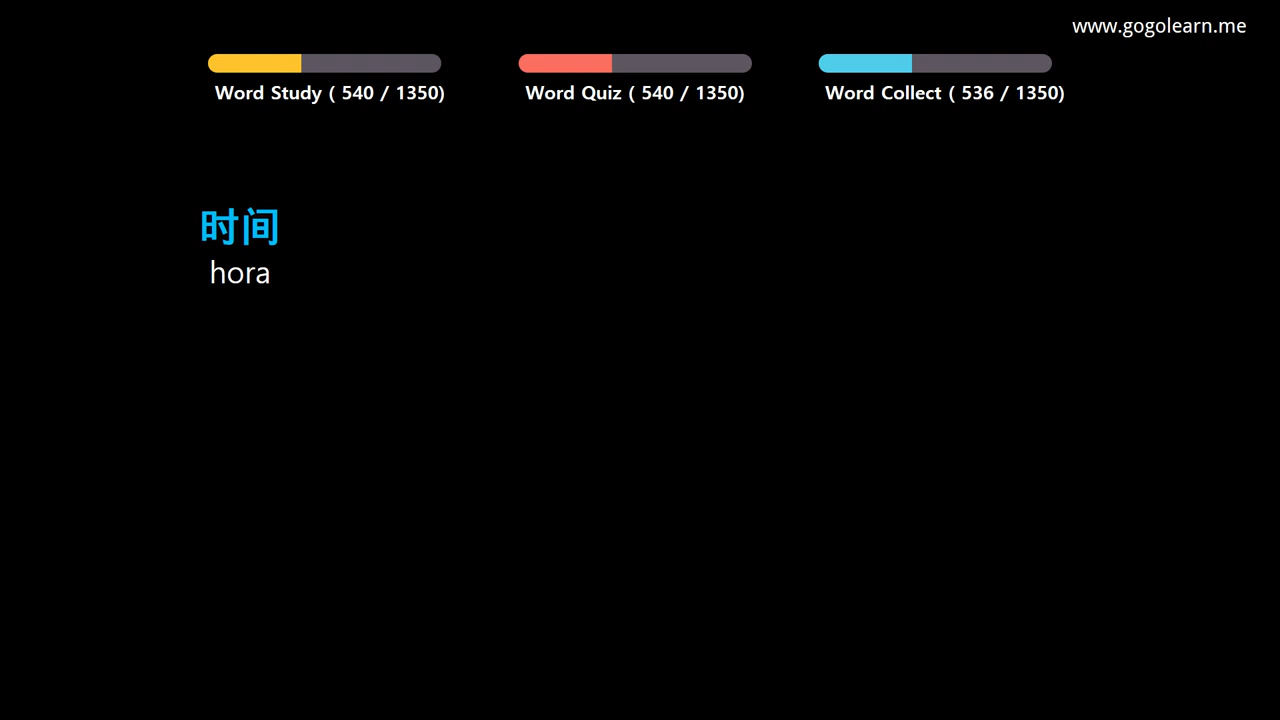 www.gogolearn.me
Word Study ( 540 / 1350)
Word Quiz ( 540 / 1350)
Word Collect ( 536 / 1350)
时间
hora